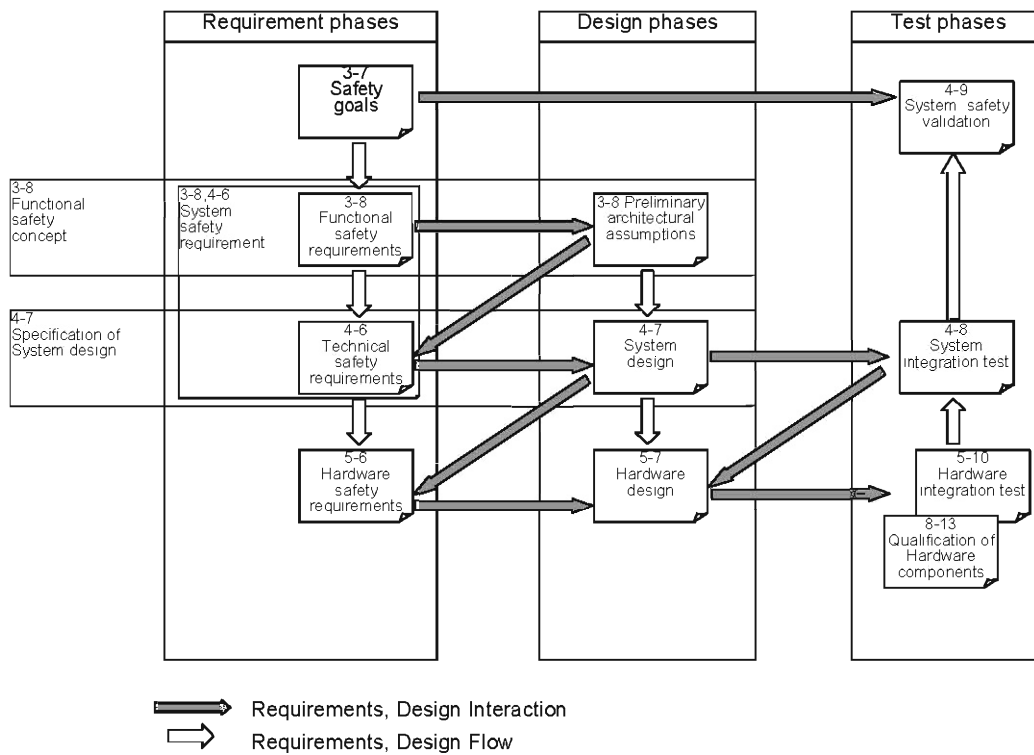 Requirement phases
Design phases
Test phases
3-7
Safety
goals
4-9
System safety
validation
3-8
Functional
safety
concept
3-8,4-6
System
safety
requirement
3-8
Functional
safety
requirements
3-8 Preliminary
architectural
assumptions
4-7
Specification of
System design
4-6
Technical
safety
requirements
4-7
System
design
4-8
System
integration test
5-6
Hardware
safety
requirements
5-7
Hardware
design
5-10
Hardware
integration test
8-13
Qualification of
Hardware
components
Requirements, Design Interaction
Requirements, Design Flow